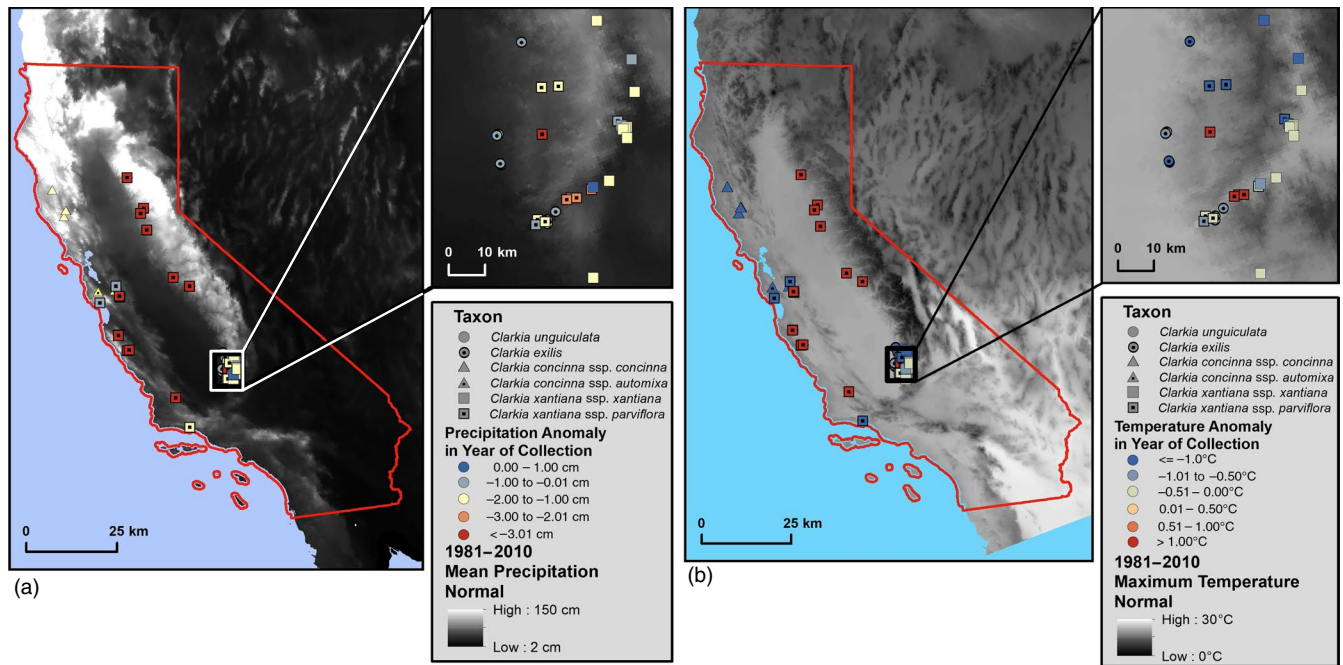 0 10 km
Taxon
Clarkia unguiculata
Clarkia exilis
Clarkia concinna ssp. concinna
Clarkia concinna ssp. automixa
Clarkia xantiana ssp. xantiana
Clarkia xantiana ssp. parviflora
Precipitation Anomaly
in Year of Collection
0.00 – 1.00 cm
–1.00 to –0.01 cm
–2.00 to –1.00 cm
–3.00 to –2.01 cm
< –3.01 cm
1981–2010
Mean Precipitation
Normal
High : 150 cm
Low : 2 cm
0 25 km
(a)
0 10 km
Taxon
Clarkia unguiculata
Clarkia exilis
Clarkia concinna ssp. concinna
Clarkia concinna ssp. automixa
Clarkia xantiana ssp. xantiana
Clarkia xantiana ssp. parviflora
Temperature Anomaly
in Year of Collection
<= –1.0°C
–1.01 to –0.50°C
–0.51 – 0.00°C
0.01 – 0.50°C
0.51 – 1.00°C
> 1.00°C
1981–2010
Maximum Temperature
Normal
High : 30°C
Low : 0°C
0 25 km
(b)